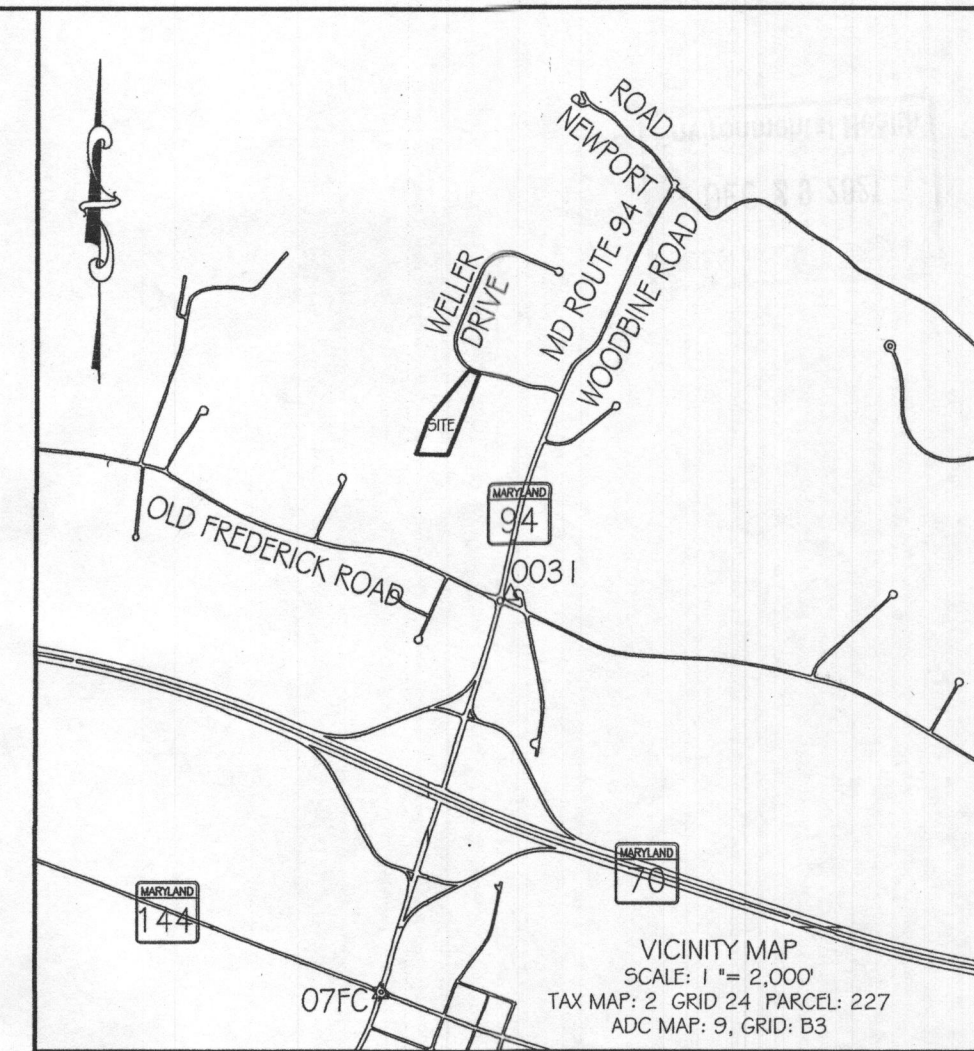 ROAD
NEWPORT
MD ROUTE 94
WOODBINE ROAD
WELLER
DRIVE
SITE
MARYLAND
94
OLD FREDERICK ROAD
0031
MARYLAND
70
MARYLAND
144
07FC
VICINITY MAP
SCALE: 1 "= 2,000'
TAX MAP: 2 GRID 24 PARCEL: 227
ADC MAP: 9, GRID: B3